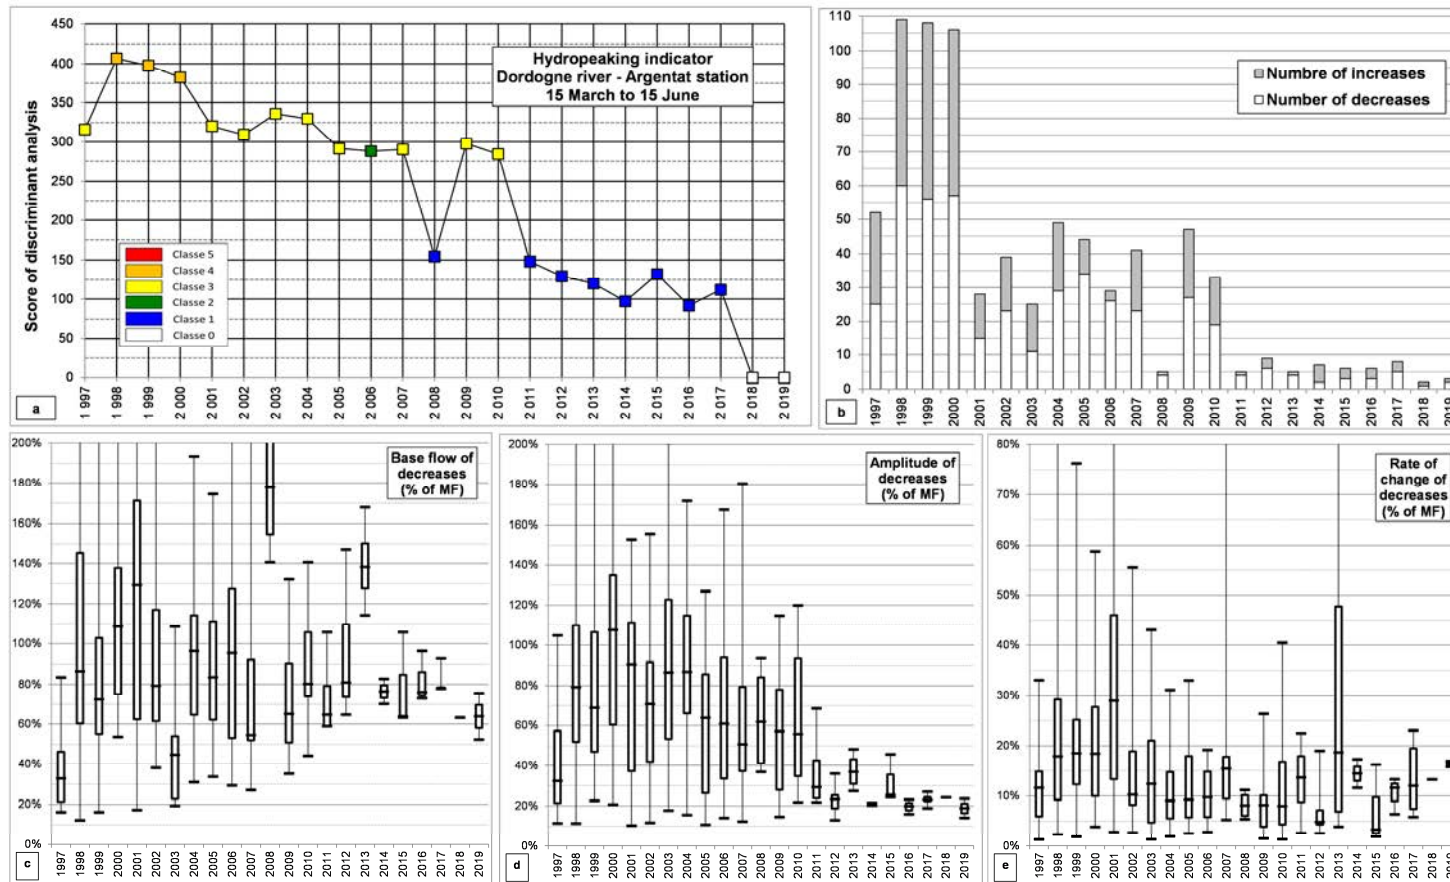 Hydropeaking indicator
Dordogne river - Argentat station
15 March to 15 June
Score of discriminant analysis
450
400
350
300
250
200
150
100
50
0
Classe 5
Classe 4
Classe 3
Classe 2
Classe 1
Classe 0
1 997 1 998 1 999 2 000 2 001 2 002 2 003 2 004 2 005 2 006 2 007 2 008 2 009 2 010 2 011 2 012 2 013 2 014 2 015 2 016 2 017 2 018 2 019
a
Numbre of increases
Number of decreases
110
100
90
80
70
60
50
40
30
20
10
0
1997 1998 1999 2000 2001 2002 2003 2004 2005 2006 2007 2008 2009 2010 2011 2012 2013 2014 2015 2016 2017 2018 2019
b
Base flow of
decreases
(% of MF)
200%
180%
160%
140%
120%
100%
80%
60%
40%
20%
0%
1997 1998 1999 2000 2001 2002 2003 2004 2005 2006 2007 2008 2009 2010 2011 2012 2013 2014 2015 2016 2017 2018 2019
c
Amplitude of
decreases
(% of MF)
200%
180%
160%
140%
120%
100%
80%
60%
40%
20%
0%
1997 1998 1999 2000 2001 2002 2003 2004 2005 2006 2007 2008 2009 2010 2011 2012 2013 2014 2015 2016 2017 2018 2019
d
Rate of
change of
decreases
(% of MF)
80%
70%
60%
50%
40%
30%
20%
10%
0%
1997 1998 1999 2000 2001 2002 2003 2004 2005 2006 2007 2008 2009 2010 2011 2012 2013 2014 2015 2016 2017 2018 2019
e